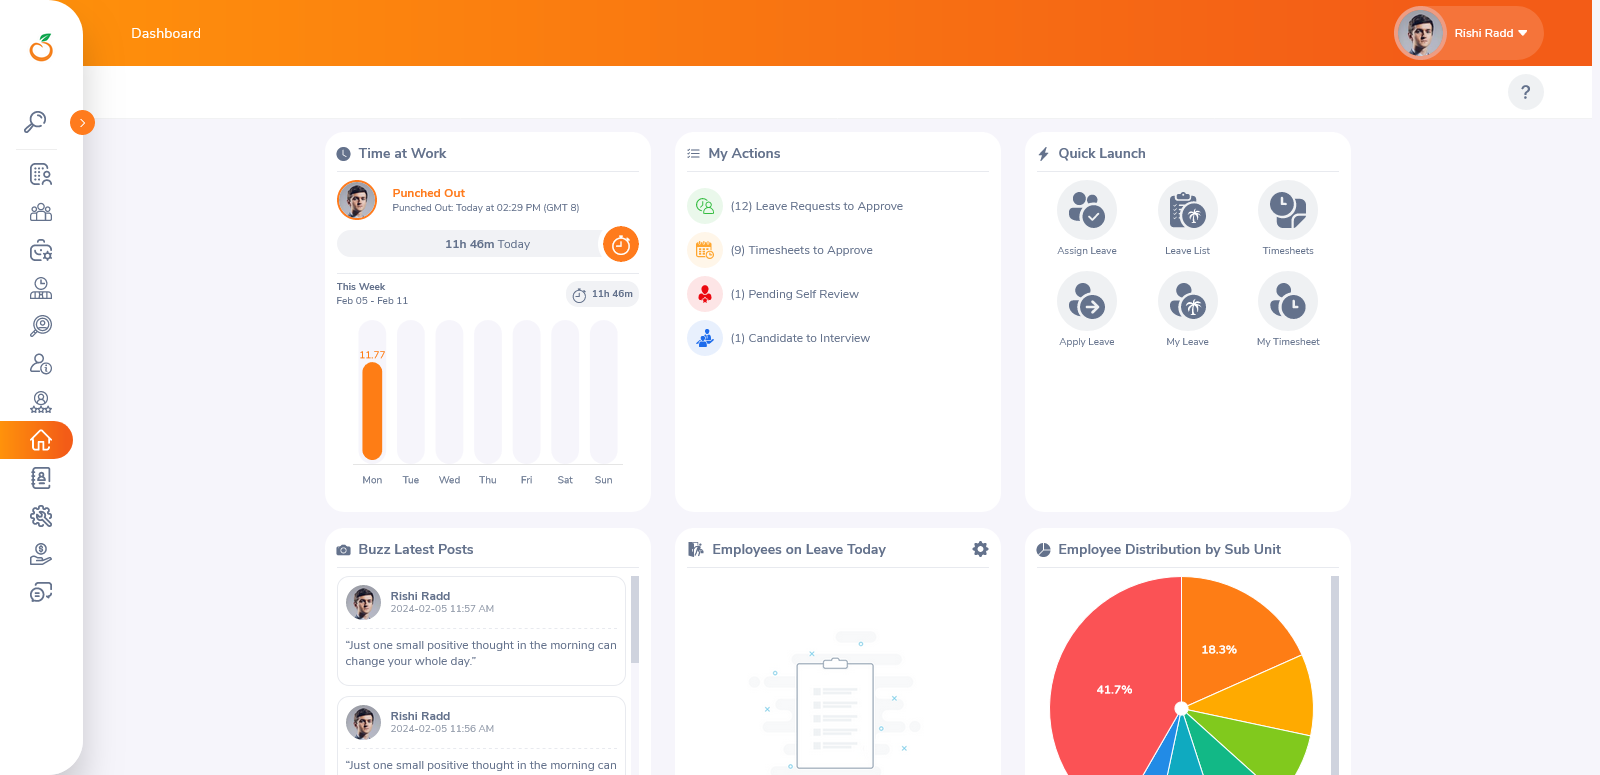 Dashboard
Rishi Radd
?
Time at Work
Punched Out
Punched Out: Today at 02:29 PM (GMT 8)
11h 46m Today
This Week
Feb 05 - Feb 11
11h 46m
11.77
Mon Tue Wed Thu Fri Sat Sun
My Actions
(12) Leave Requests to Approve
(9) Timesheets to Approve
(1) Pending Self Review
(1) Candidate to Interview
Quick Launch
Assign Leave Leave List Timesheets
Apply Leave My Leave My Timesheet
Buzz Latest Posts
Rishi Radd
2024-02-05 11:57 AM
“Just one small positive thought in the morning can
change your whole day.”
Rishi Radd
2024-02-05 11:56 AM
“Just one small positive thought in the morning can
Employees on Leave Today
Employee Distribution by Sub Unit
18.3%
41.7%